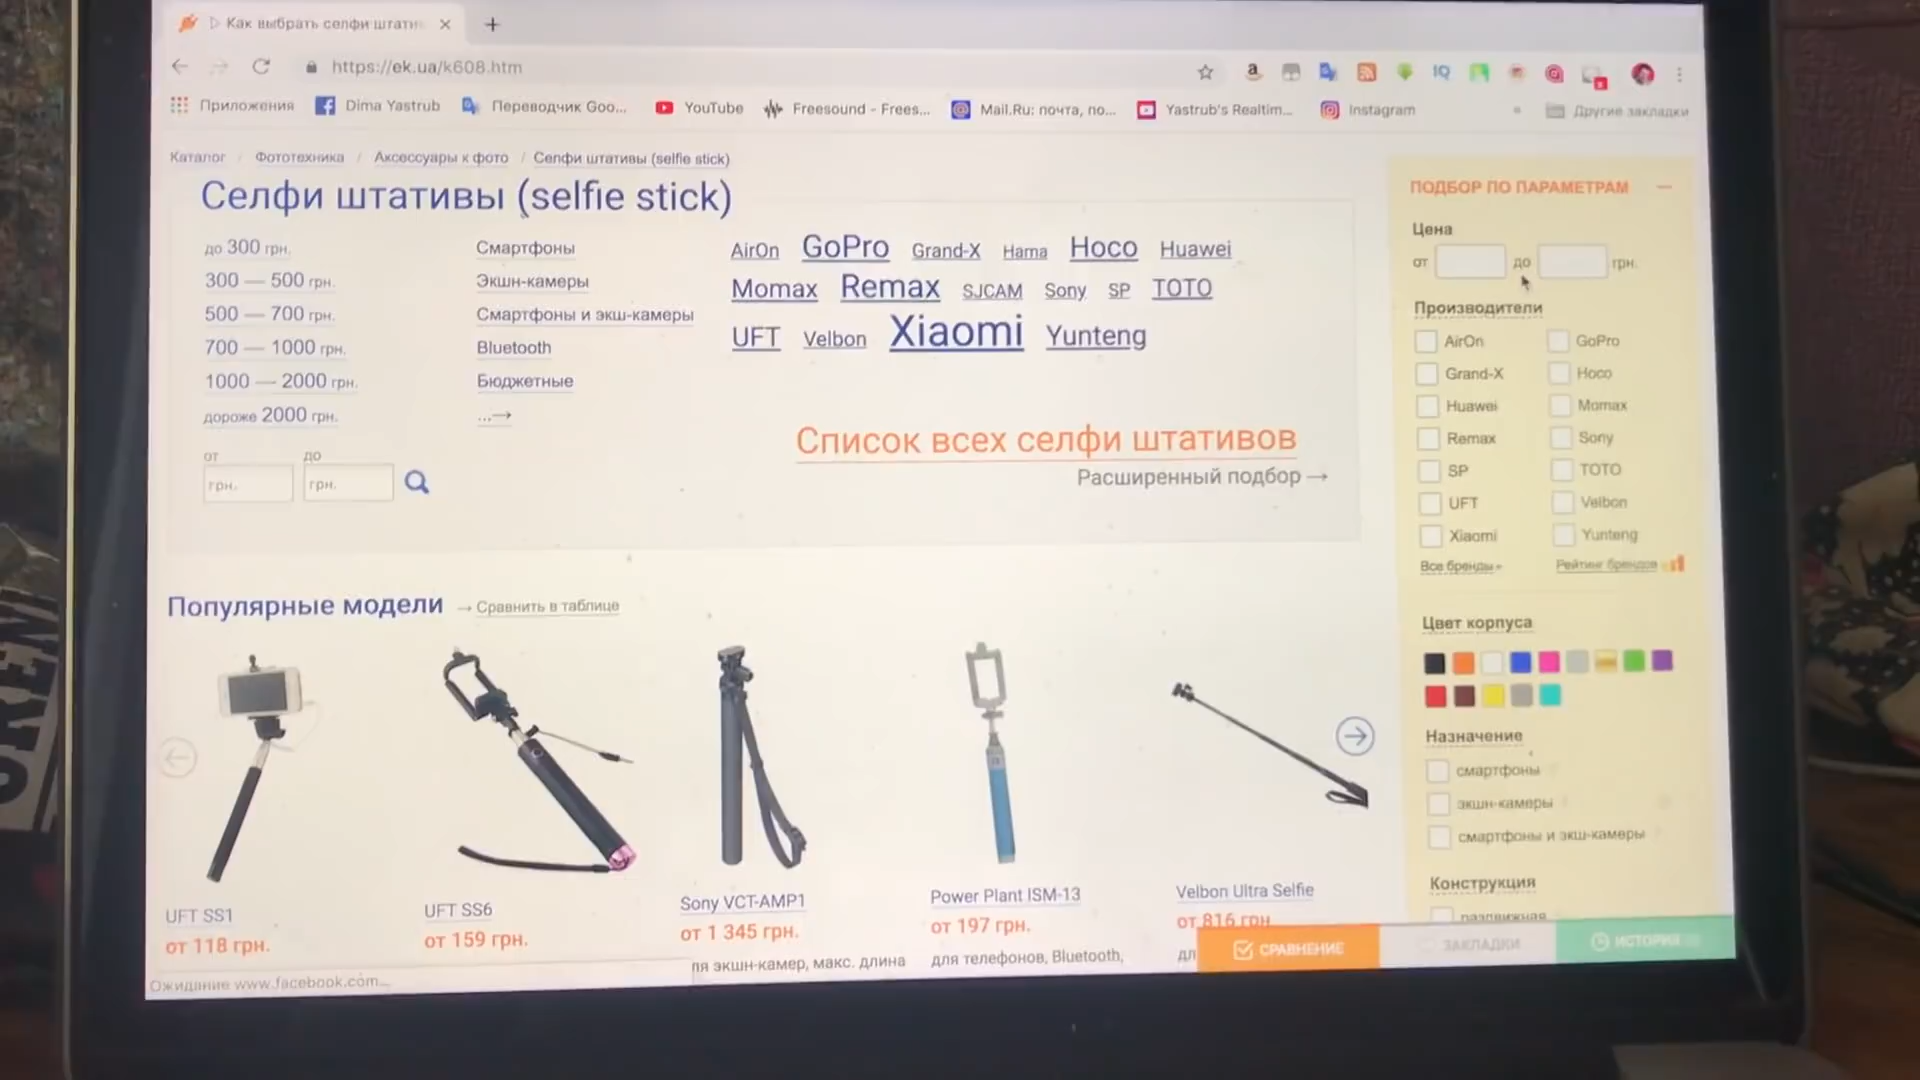 Как выбрать селфи штати
https://ek.ua/k608.htm
Приложения Dima Yastrub Переводчик Goo... YouTube Freesound - Frees... Mail.Ru: почта, по... Yastrub's Realtim... Instagram » Другие закладки
Каталог / Фототехника / Аксессуары к фото / Селфи штативы (selfie stick)
Селфи штативы (selfie stick)
до 300 грн.
300 — 500 грн.
500 — 700 грн.
700 — 1000 грн.
1000 — 2000 грн.
дороже 2000 грн.
от до
грн. грн.
Смартфоны
Экшн-камеры
Смартфоны и экш-камеры
Bluetooth
Бюджетные
...→
AirOn GoPro Grand-X Hama Hoco Huawei
Momax Remax SJCAM Sony SP TOTO
UFT Velbon Xiaomi Yunteng
Список всех селфи штативов
Расширенный подбор →
Популярные модели → Сравнить в таблице
UFT SS1
от 118 грн.
UFT SS6
от 159 грн.
Sony VCT-AMP1
от 1 345 грн.
ля экшн-камер, макс. длина
Power Plant ISM-13
от 197 грн.
для телефонов, Bluetooth,
Velbon Ultra Selfie
от 816 грн
дл
ПОДБОР ПО ПАРАМЕТРАМ
Цена
от до грн.
Производители
AirOn GoPro
Grand-X Hoco
Huawei Momax
Remax Sony
SP TOTO
UFT Velbon
Xiaomi Yunteng
Все бренды Рейтинг брендов
Цвет корпуса
Назначение
смартфоны
экшн-камеры
смартфоны и экш-камеры
Конструкция
раздвижная
СРАВНЕНИЕ ЗАКЛАДКИ ИСТОРИЯ
Ожидание www.facebook.com...